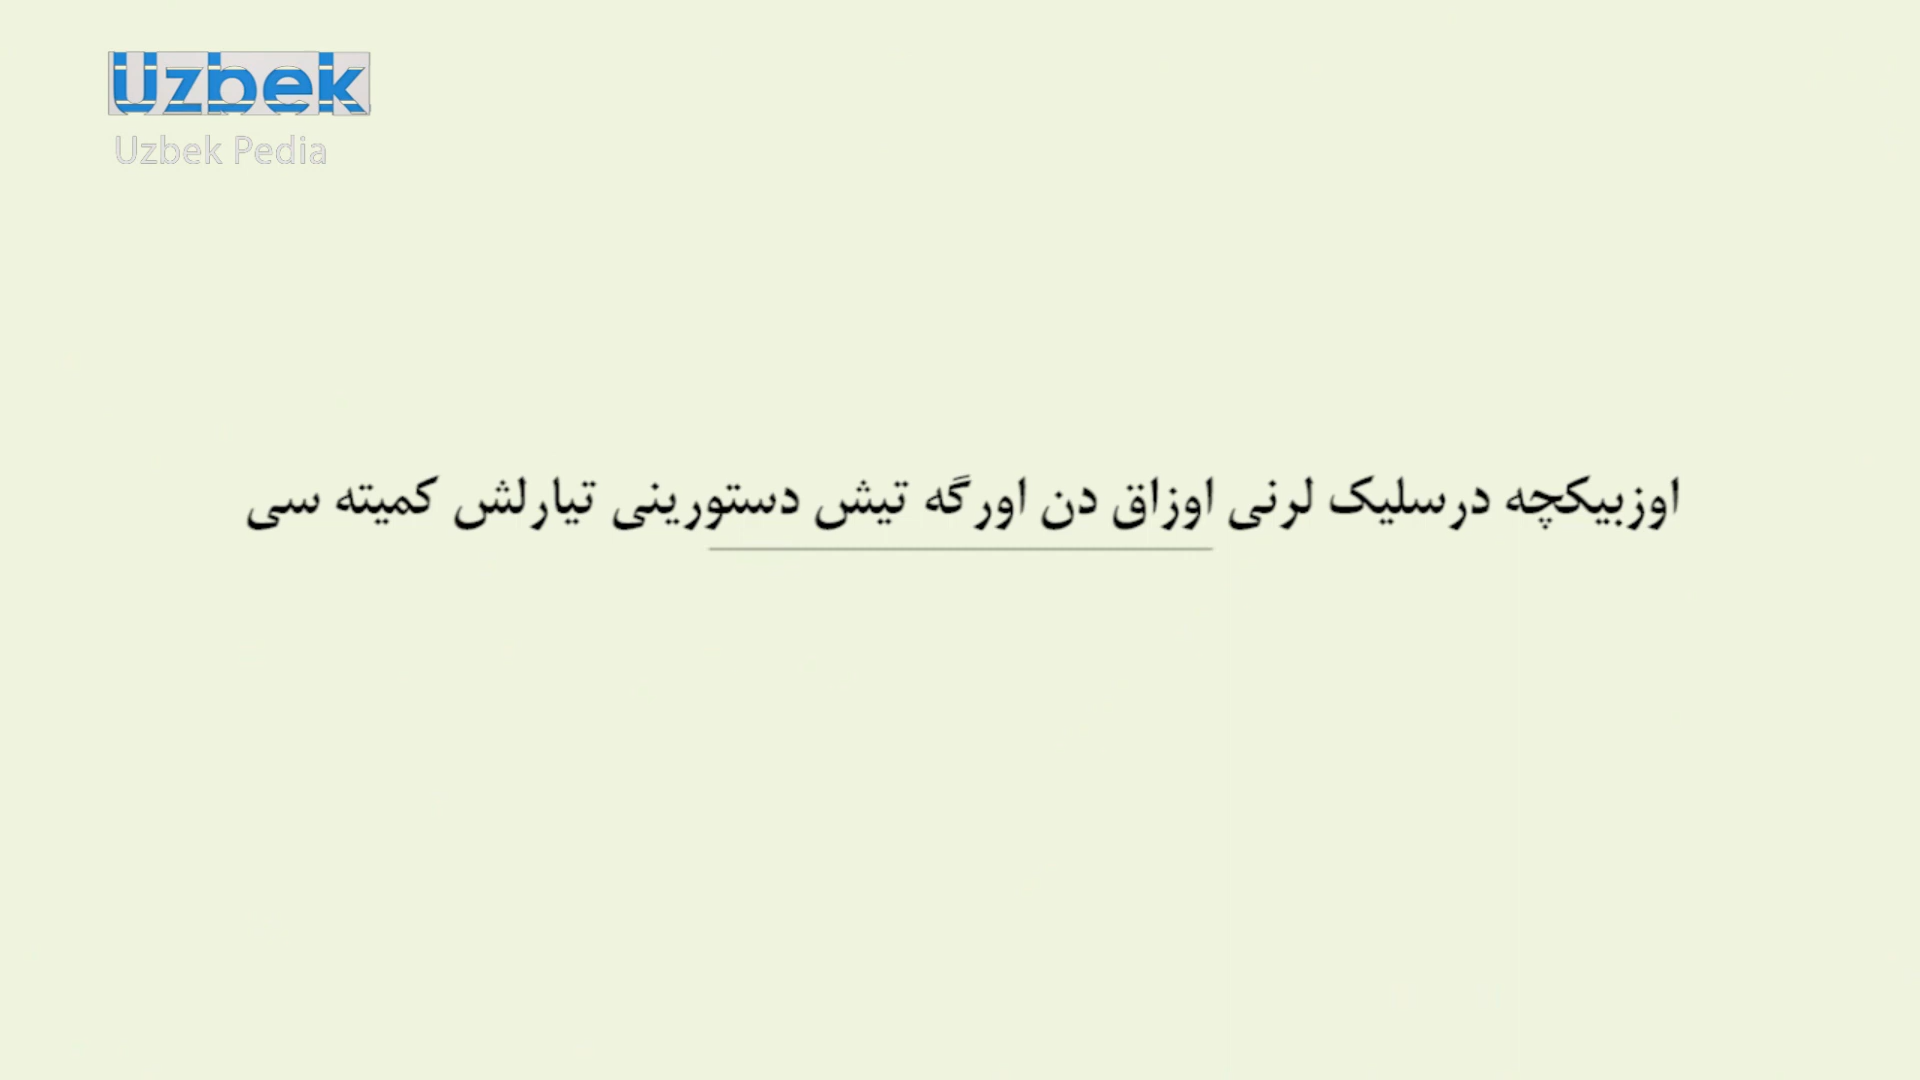 Uzbek
Uzbek Pedia
اوزبیکچه درسلیک لرنی اوزاق دن اورگه تیش دستورینی تیارلش کمیته سی